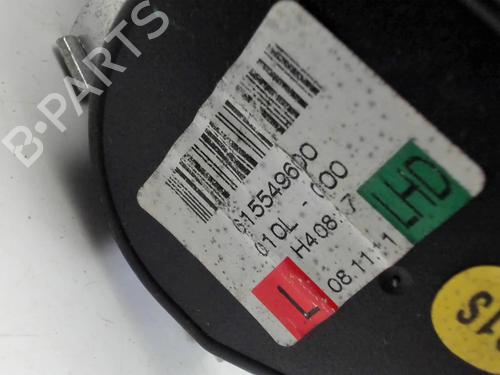 B-PARTS
615549600
010L - 000
H408 7
08.11.11
L
LHD